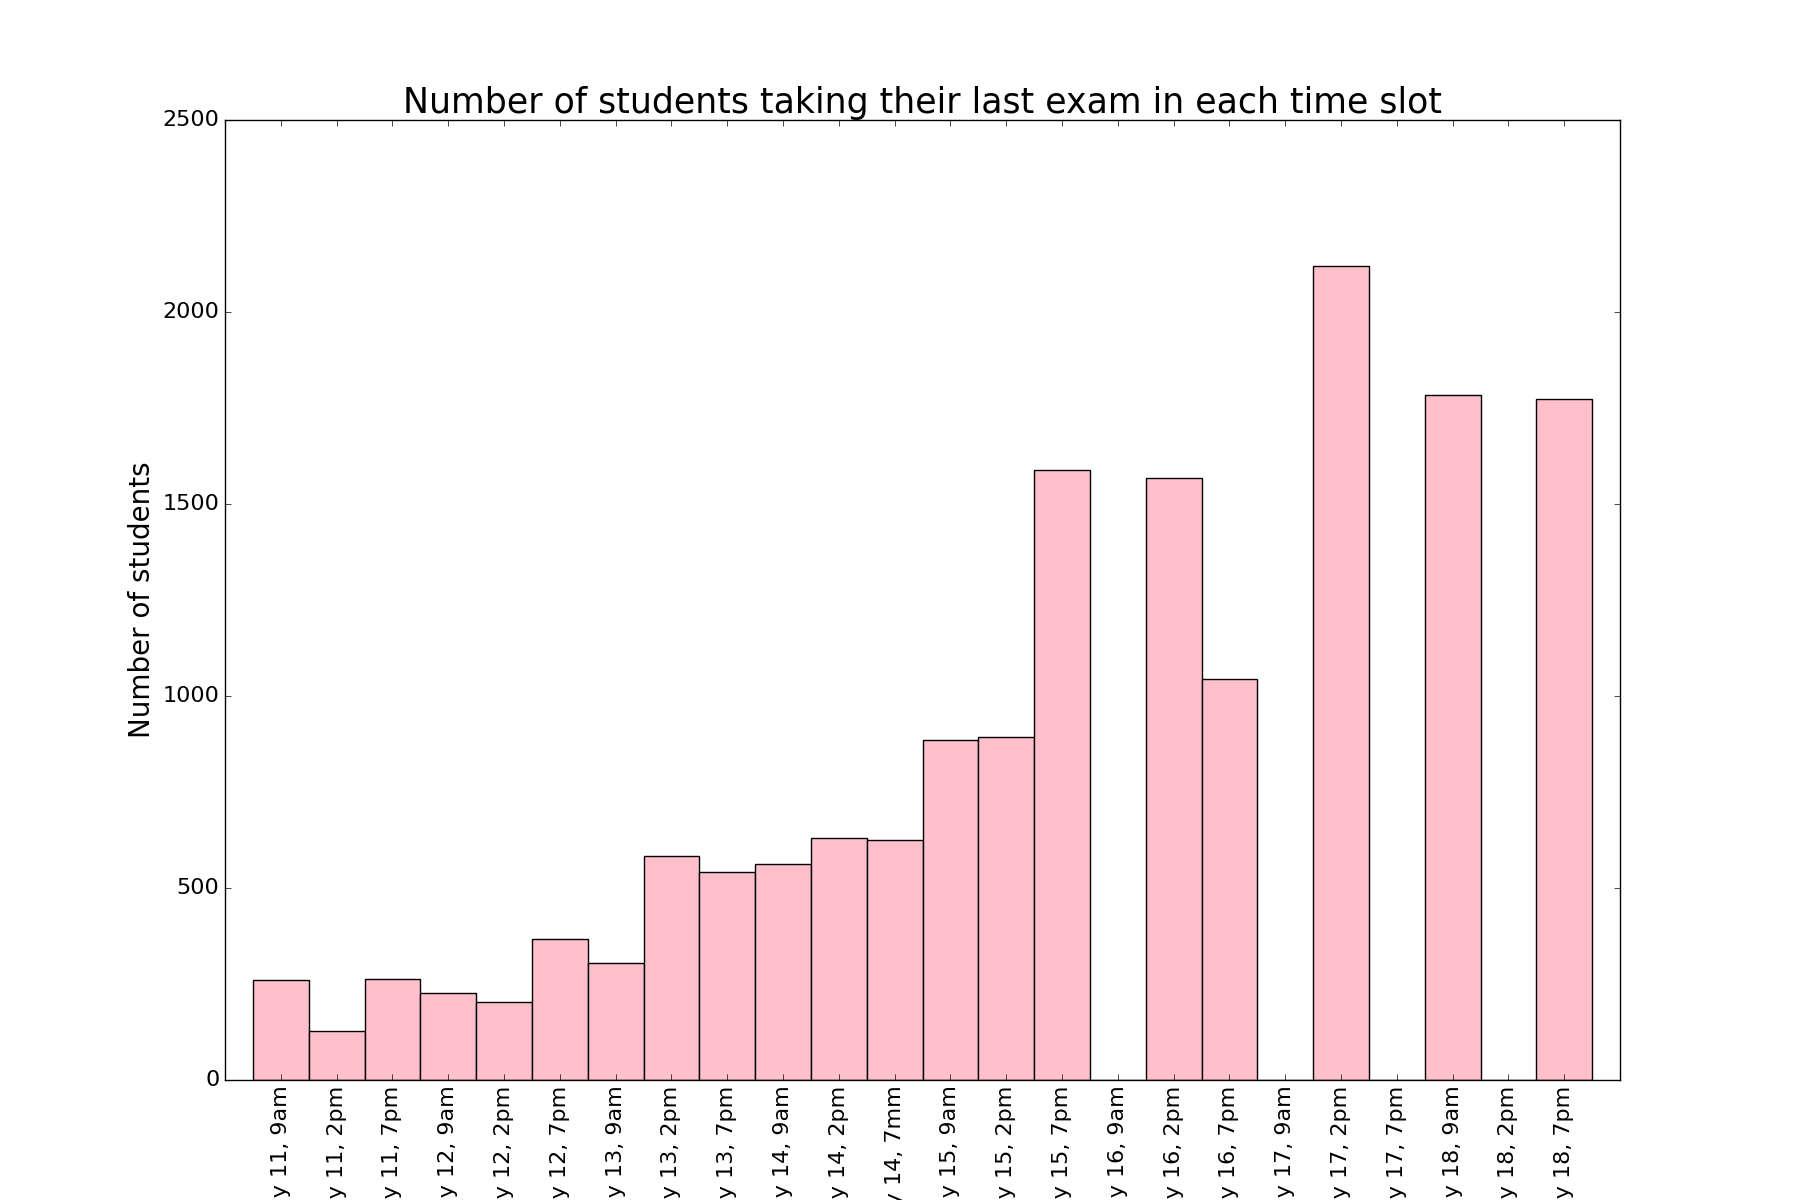 Number of students taking their last exam in each time slot
Number of students
2500
2000
1500
1000
500
0
y 11, 9am
y 11, 2pm
y 11, 7pm
y 12, 9am
y 12, 2pm
y 12, 7pm
y 13, 9am
y 13, 2pm
y 13, 7pm
y 14, 9am
y 14, 2pm
y 14, 7mm
y 15, 9am
y 15, 2pm
y 15, 7pm
y 16, 9am
y 16, 2pm
y 16, 7pm
y 17, 9am
y 17, 2pm
y 17, 7pm
y 18, 9am
y 18, 2pm
y 18, 7pm